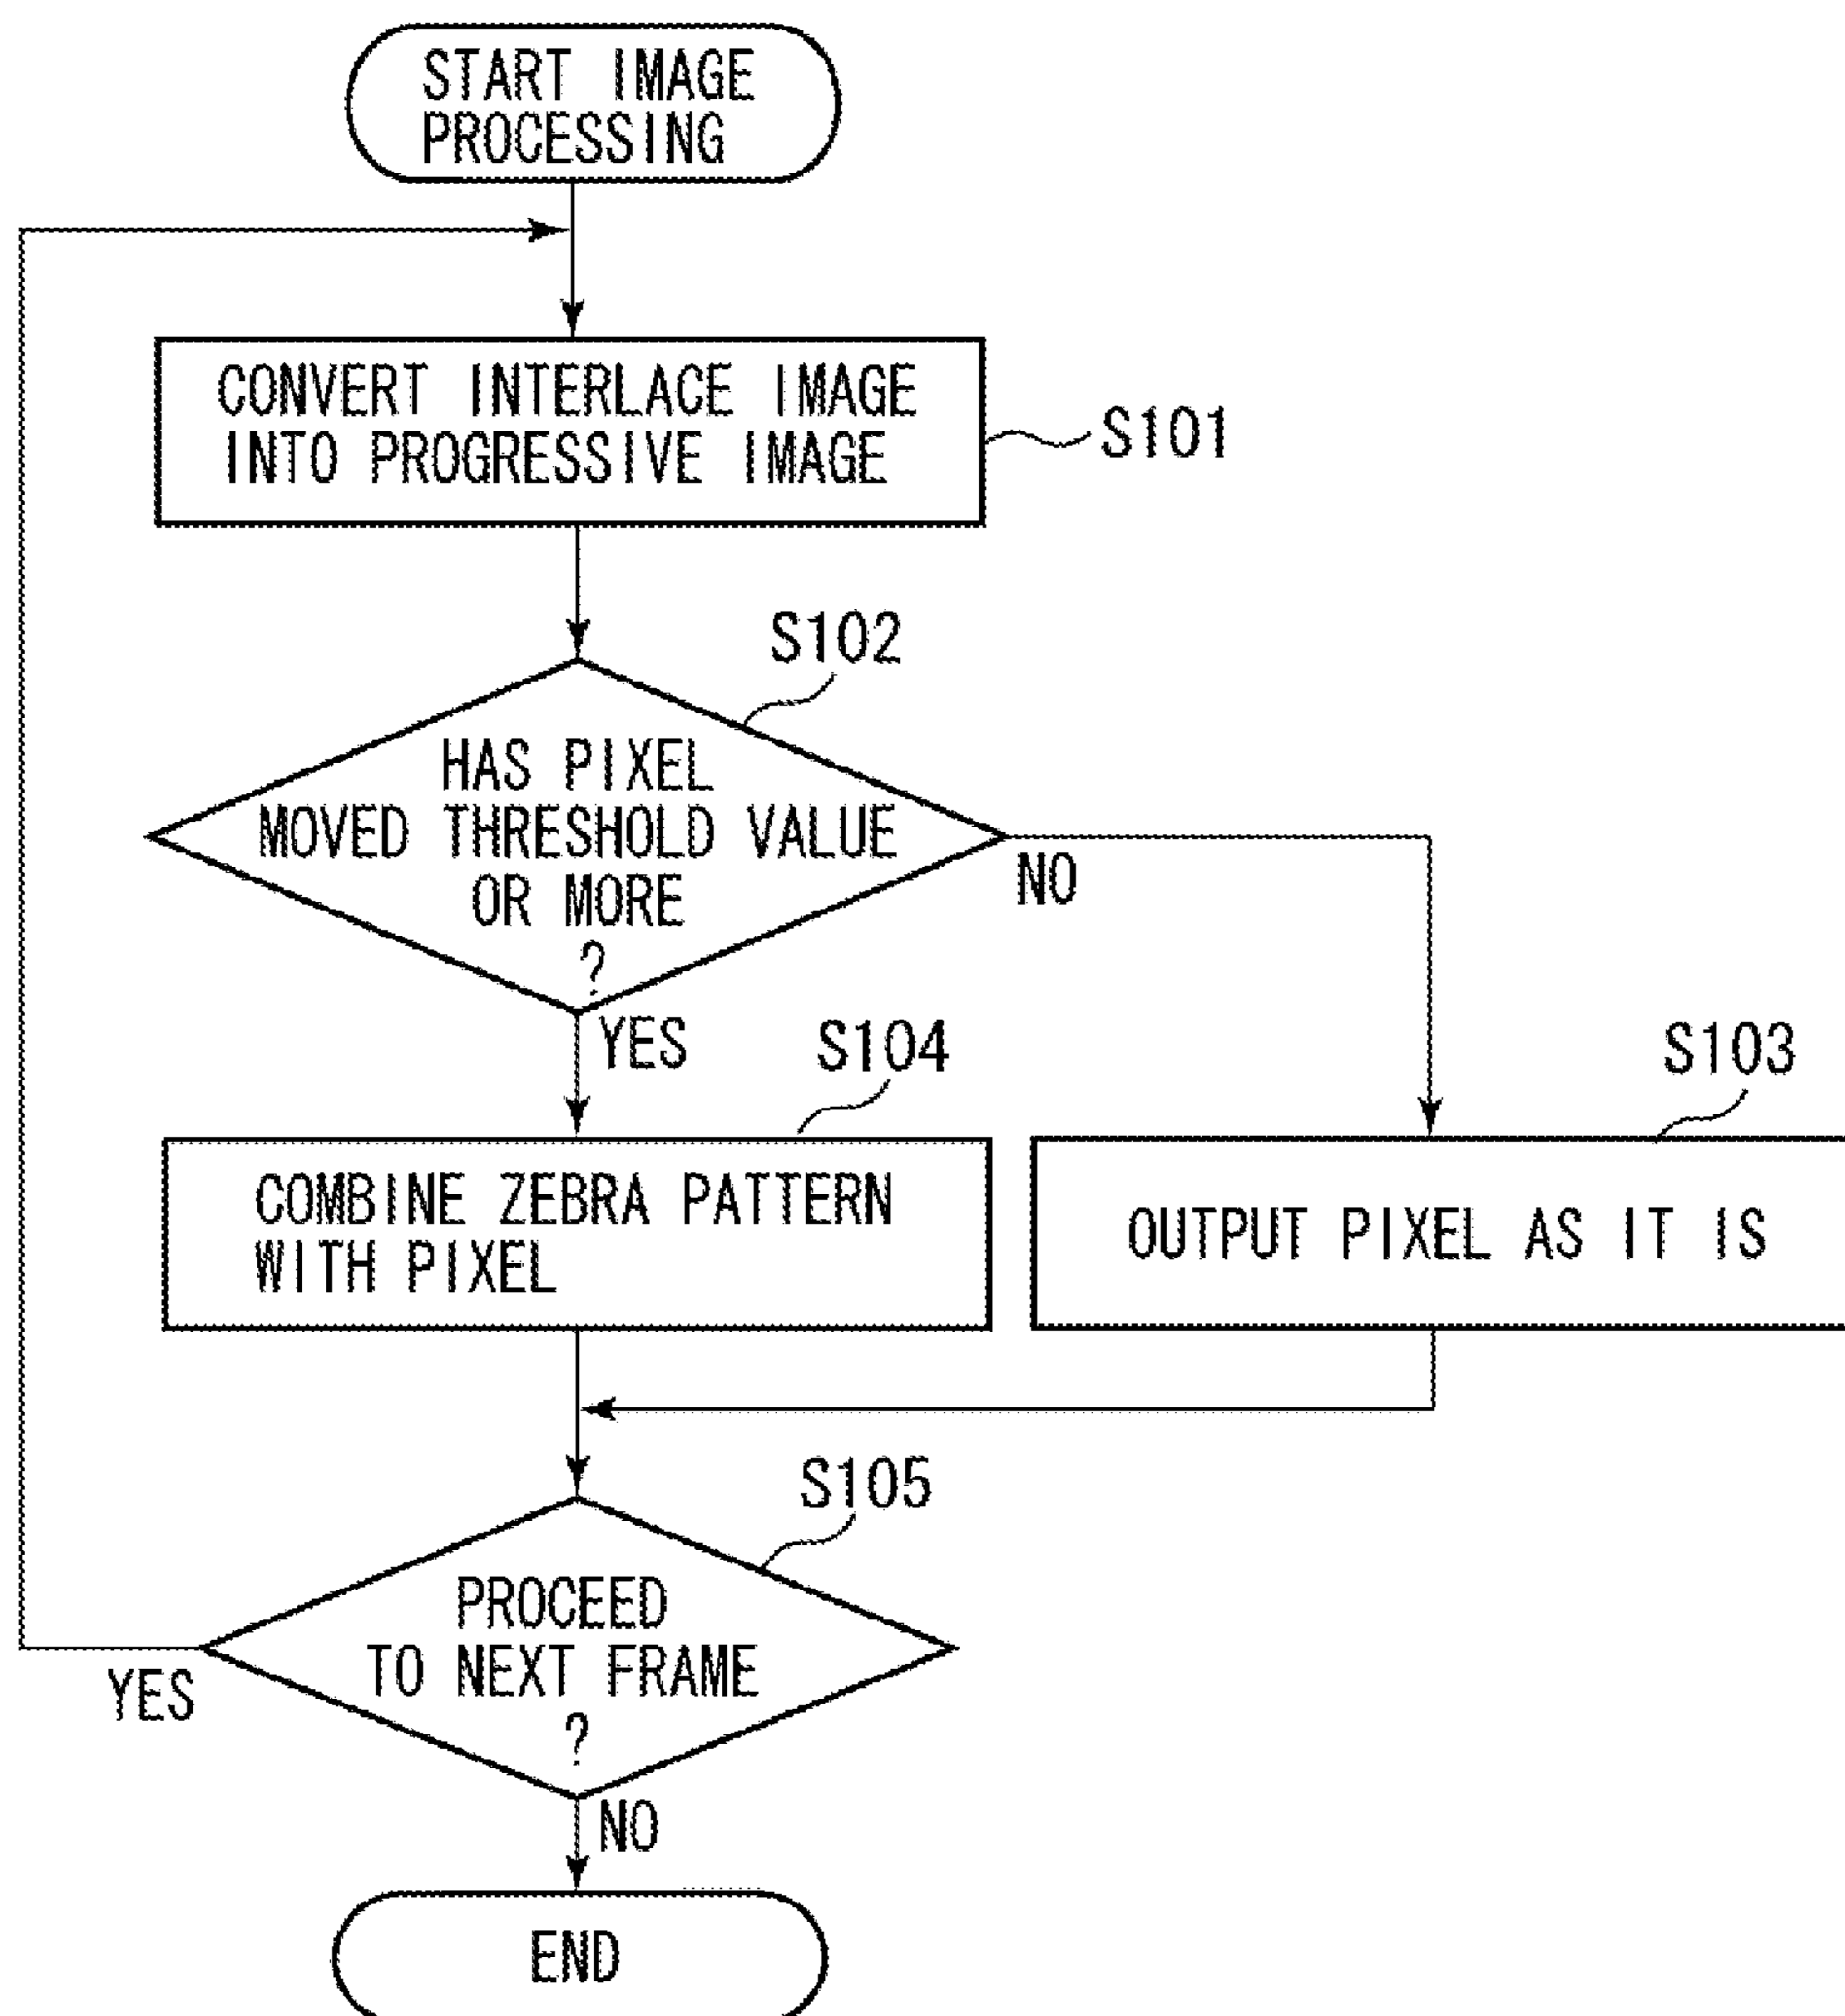 START IMAGE
PROCESSING
CONVERT INTERLACE IMAGE
INTO PROGRESSIVE IMAGE
S101
S102
HAS PIXEL
MOVED THRESHOLD VALUE
OR MORE
?
NO
YES
S104
S103
COMBINE ZEBRA PATTERN
WITH PIXEL
OUTPUT PIXEL AS IT IS
S105
PROCEED
TO NEXT FRAME
?
YES
NO
END